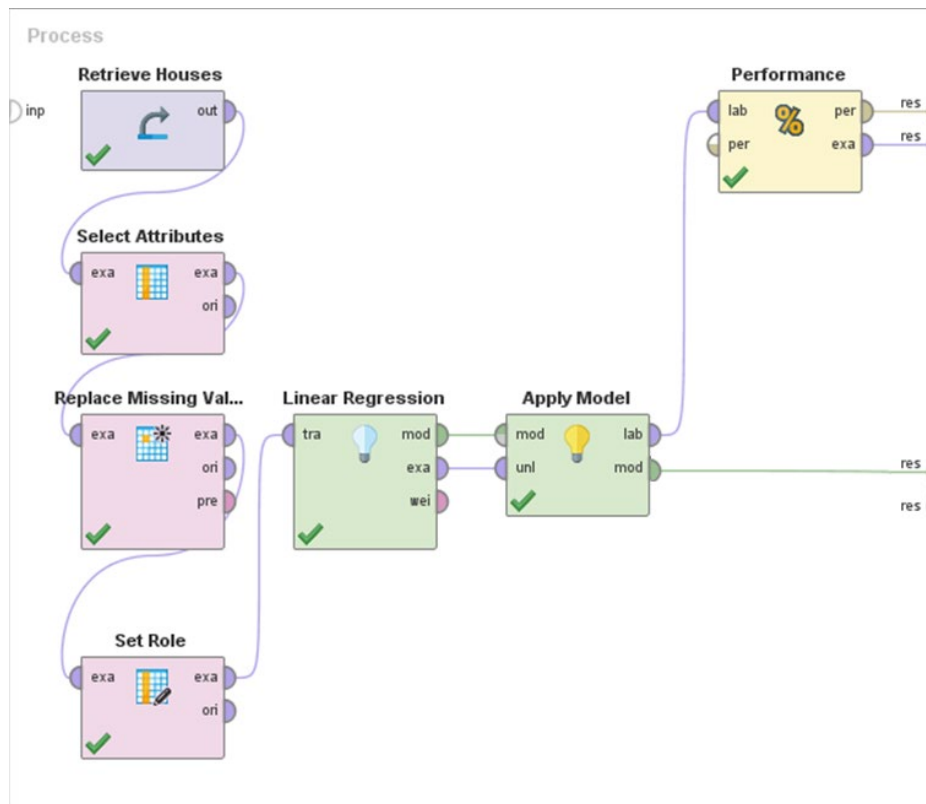 Process
Retrieve Houses
inp
out
Select Attributes
exa exa
ori
Replace Missing Val...
exa exa
ori
pre
Set Role
exa exa
ori
Linear Regression
tra mod
exa
wei
Apply Model
mod lab
unl mod
Performance
lab per
per exa
%
res
res
res
res